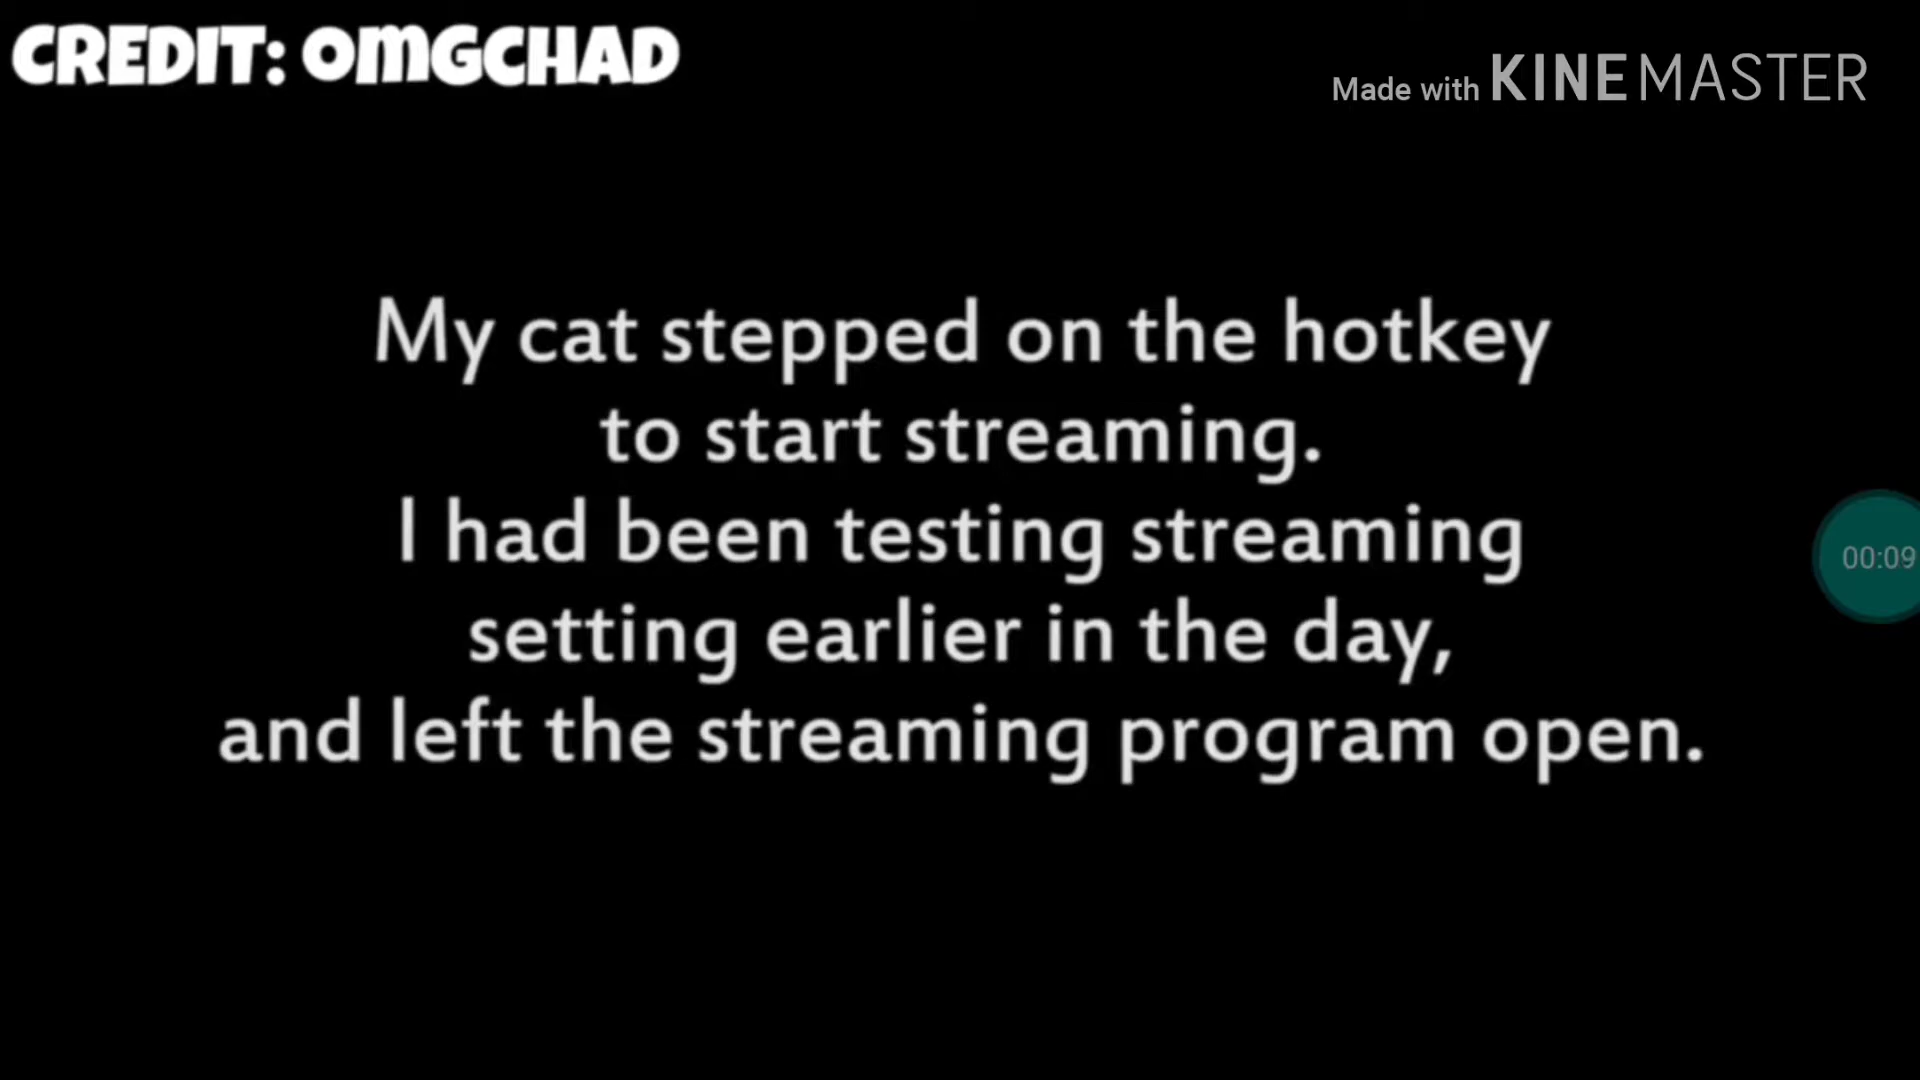 CREDIT: OMGCHAD
Made with KINEMASTER
My cat stepped on the hotkey
to start streaming.
I had been testing streaming
setting earlier in the day,
and left the streaming program open.
00:09